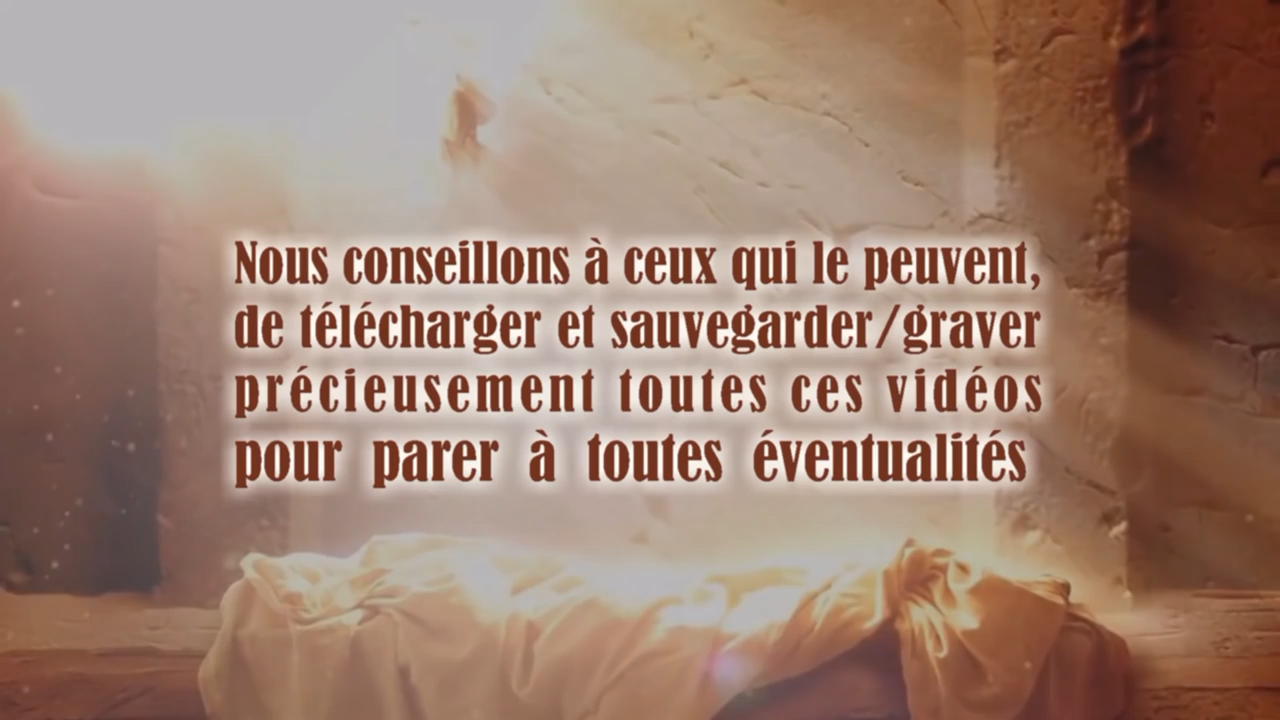 Nous conseillons à ceux qui le peuvent,
de télécharger et sauvegarder/graver
précieusement toutes ces vidéos
pour parer à toutes éventualités